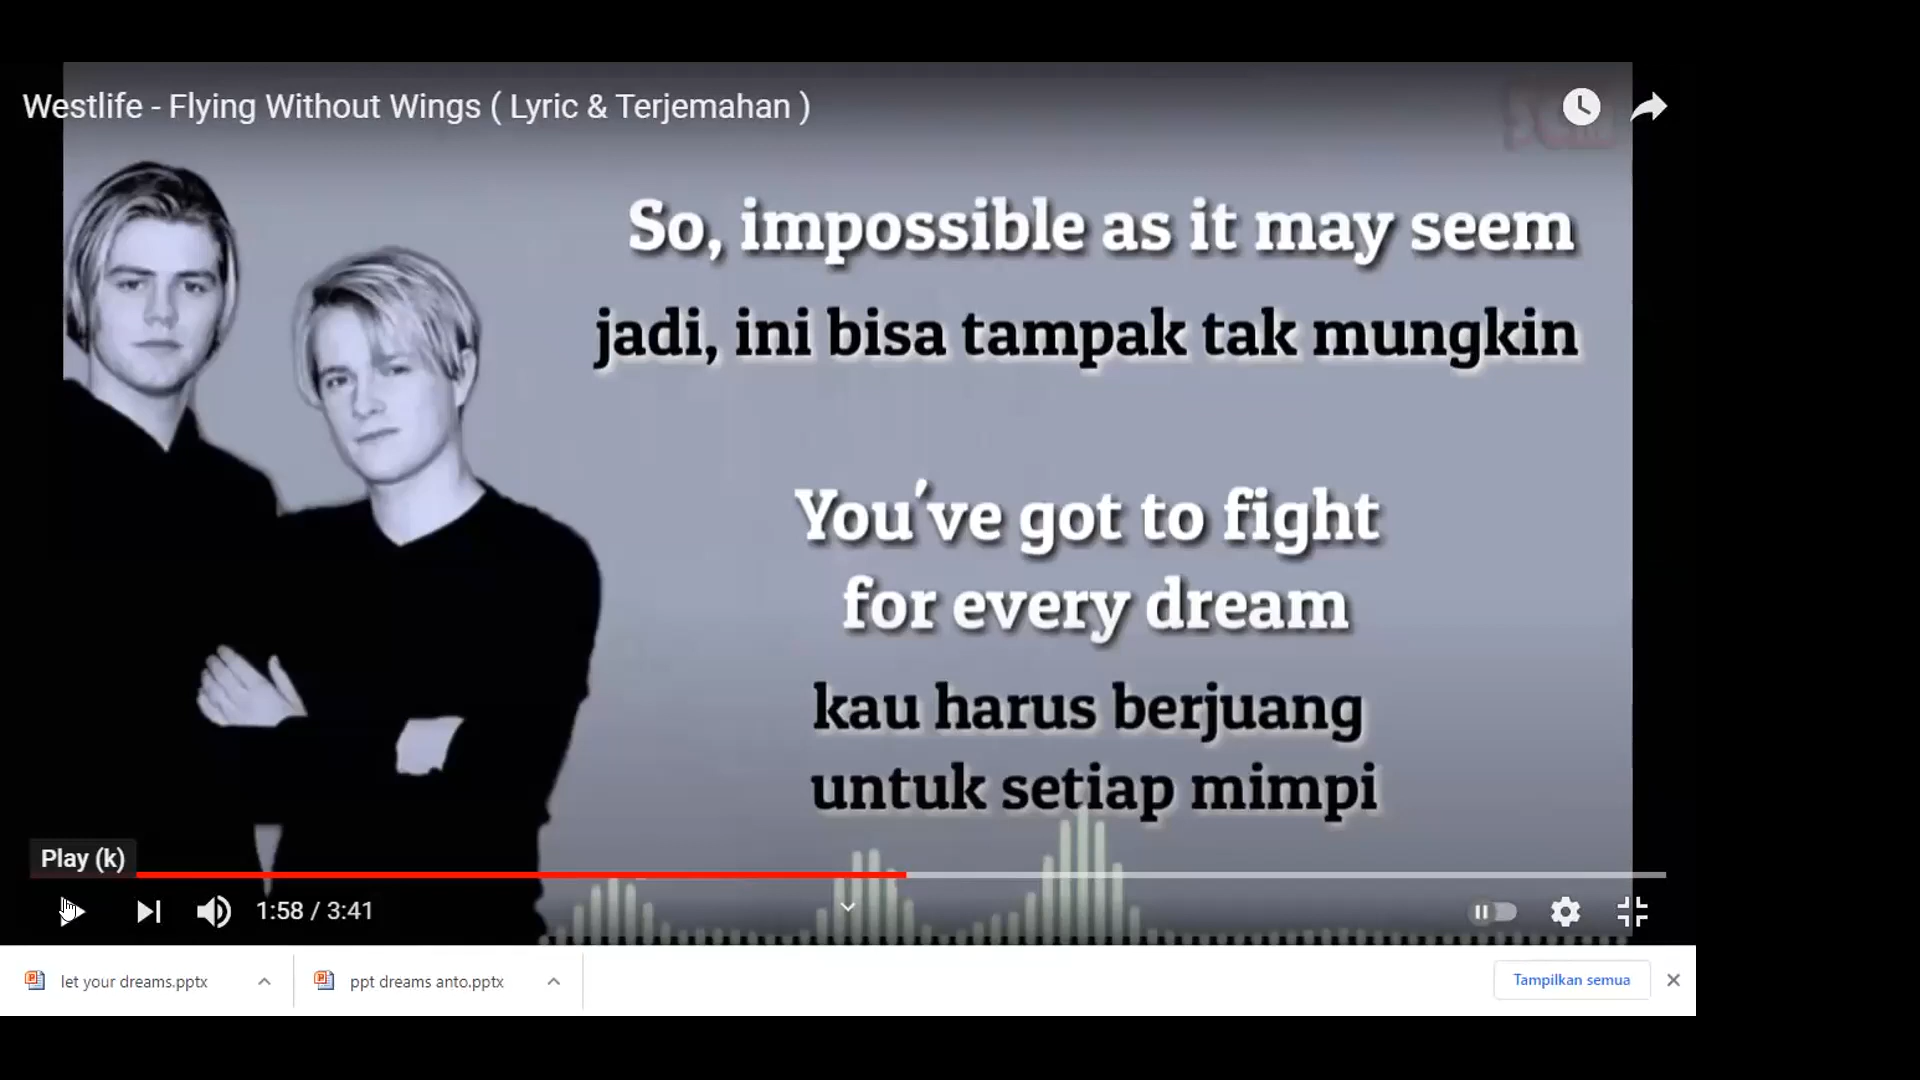 Westlife - Flying Without Wings ( Lyric & Terjemahan )
So, impossible as it may seem
jadi, ini bisa tampak tak mungkin
You've got to fight
for every dream
kau harus berjuang
untuk setiap mimpi
Play (k)
1:58 / 3:41
let your dreams.pptx
ppt dreams anto.pptx
Tampilkan semua